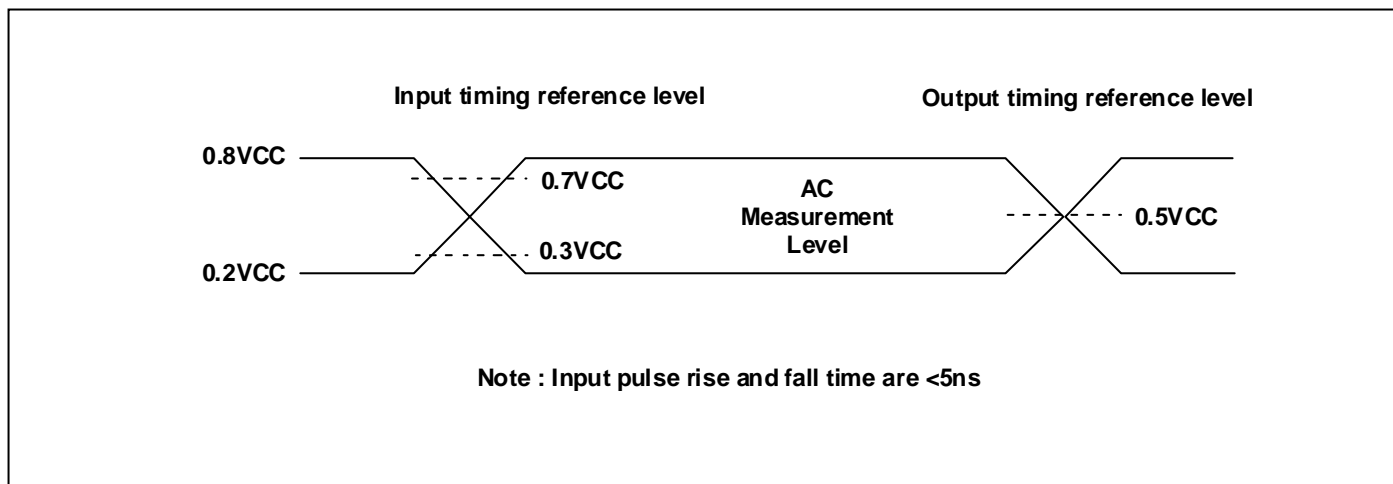 Input timing reference level
Output timing reference level
0.8VCC
0.7VCC
AC
Measurement
Level
0.5VCC
0.3VCC
0.2VCC
Note : Input pulse rise and fall time are <5ns